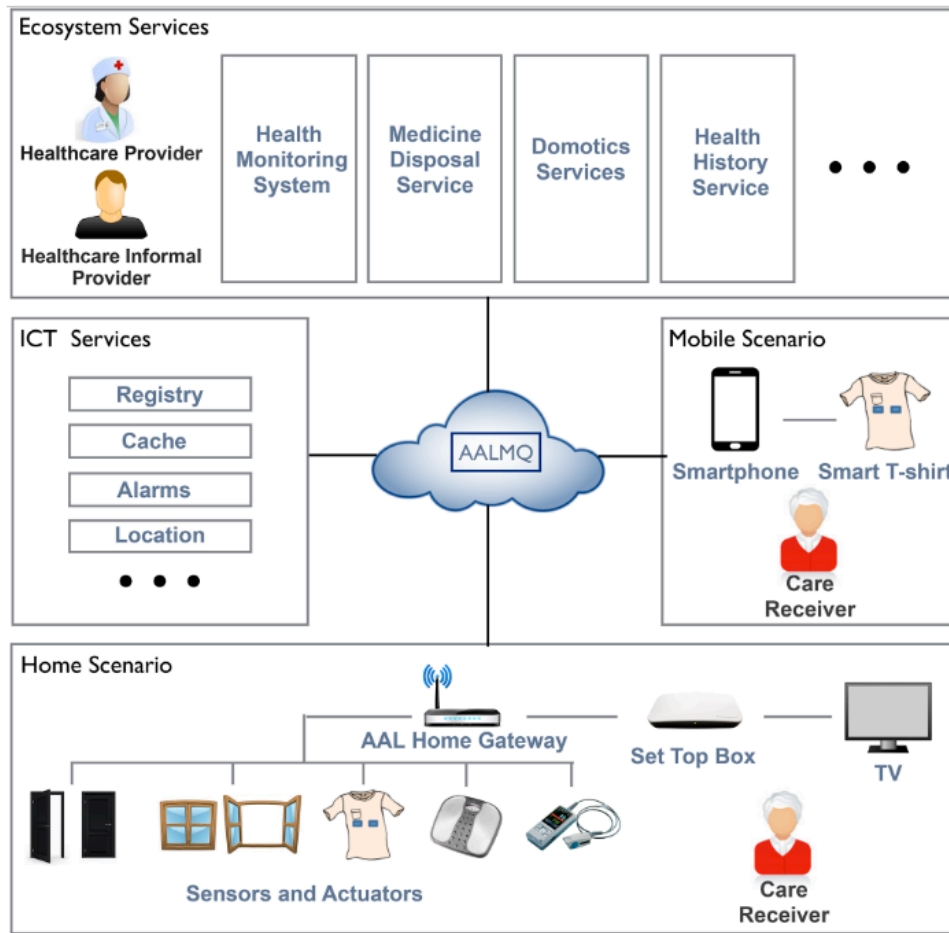 Ecosystem Services
Healthcare Provider
Healthcare Informal
Provider
Health
Monitoring
System
Medicine
Disposal
Service
Domotics
Services
Health
History
Service
ICT Services
Registry
Cache
Alarms
Location
AALMQ
Mobile Scenario
Smartphone
Smart T-shirt
Care
Receiver
Home Scenario
AAL Home Gateway
Set Top Box
TV
Sensors and Actuators
Care
Receiver